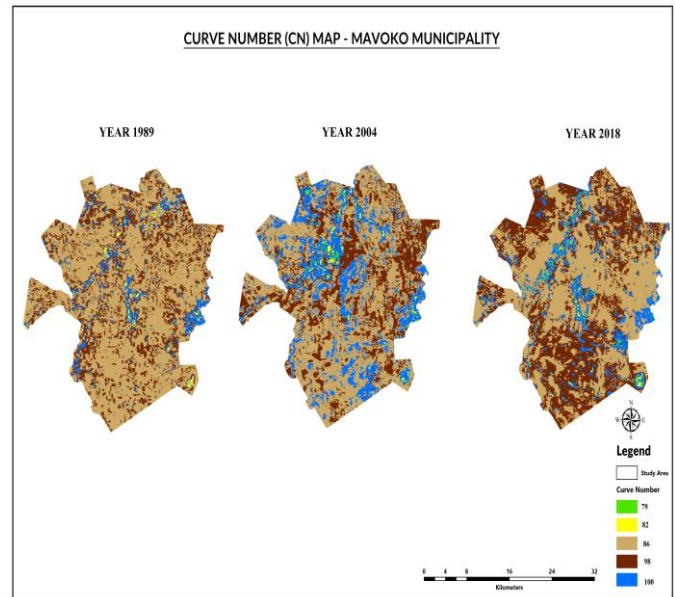 CURVE NUMBER (CN) MAP - MAVOKO MUNICIPALITY
YEAR 1989
YEAR 2004
YEAR 2018
N
W E
S
Legend
Study Area
Curve Number
79
82
86
98
100
0 4 8 16 24 32
Kilometers